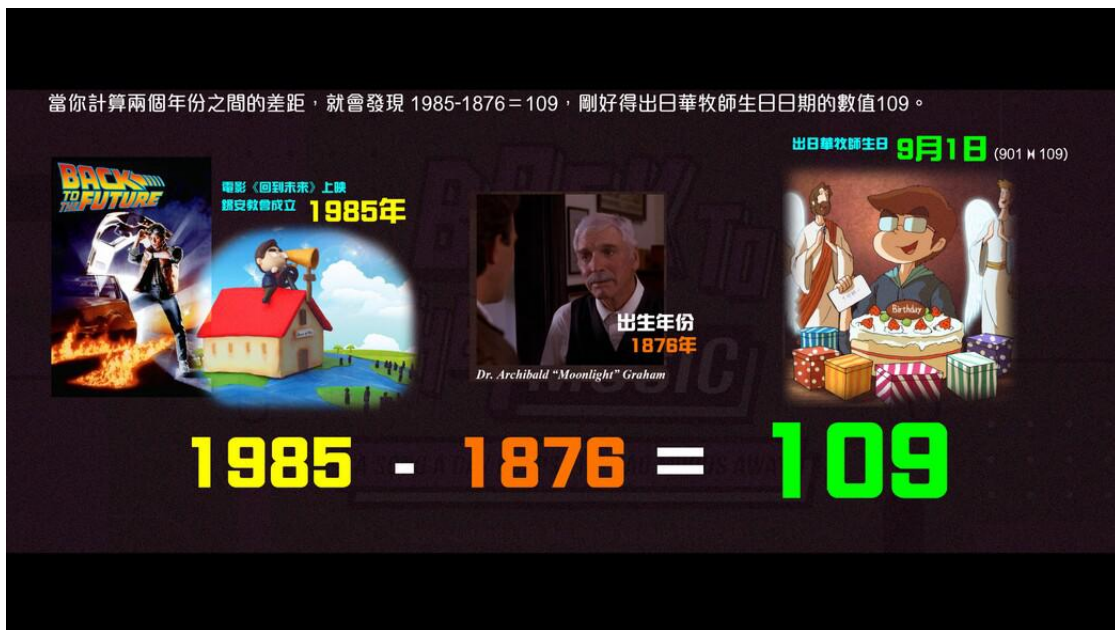 當你計算兩個年份之間的差距，就會發現 1985-1876＝109，剛好得出日華牧師生日日期的數值109。
出日華牧師生日 9月1日 (901 ⧓ 109)
BACK
TO THE FUTURE
電影《回到未來》上映
錫安教會成立 1985年
出生年份
1876年
Dr. Archibald “Moonlight” Graham
Birthday
1985 - 1876 = 109